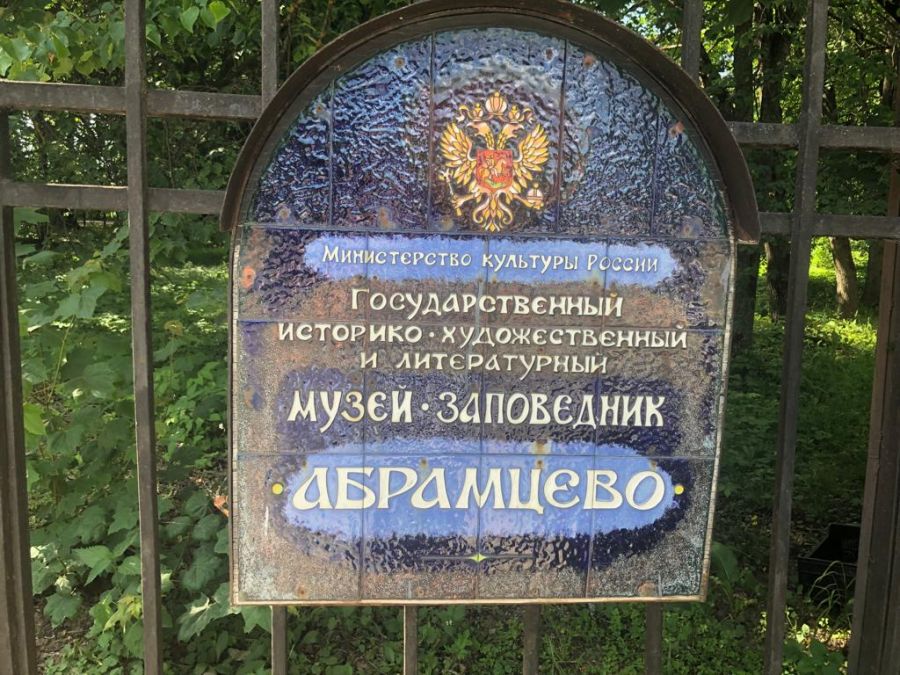 Министерство культуры России
Государственный
историко·художественный
и литературный
музей·заповедник
Абрамцево